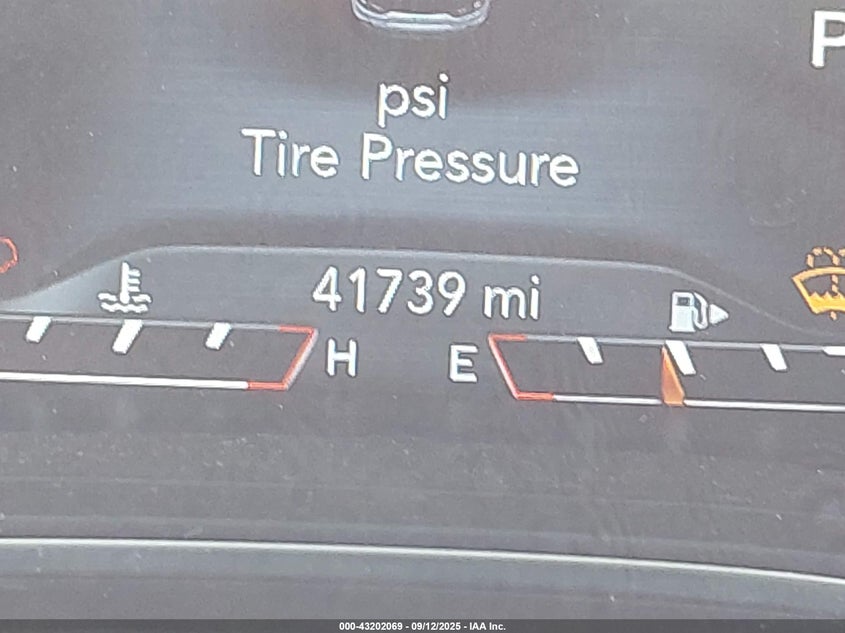 P
psi
Tire Pressure
41739 mi
H E
000-43202069 - 09/12/2025 - IAA Inc.